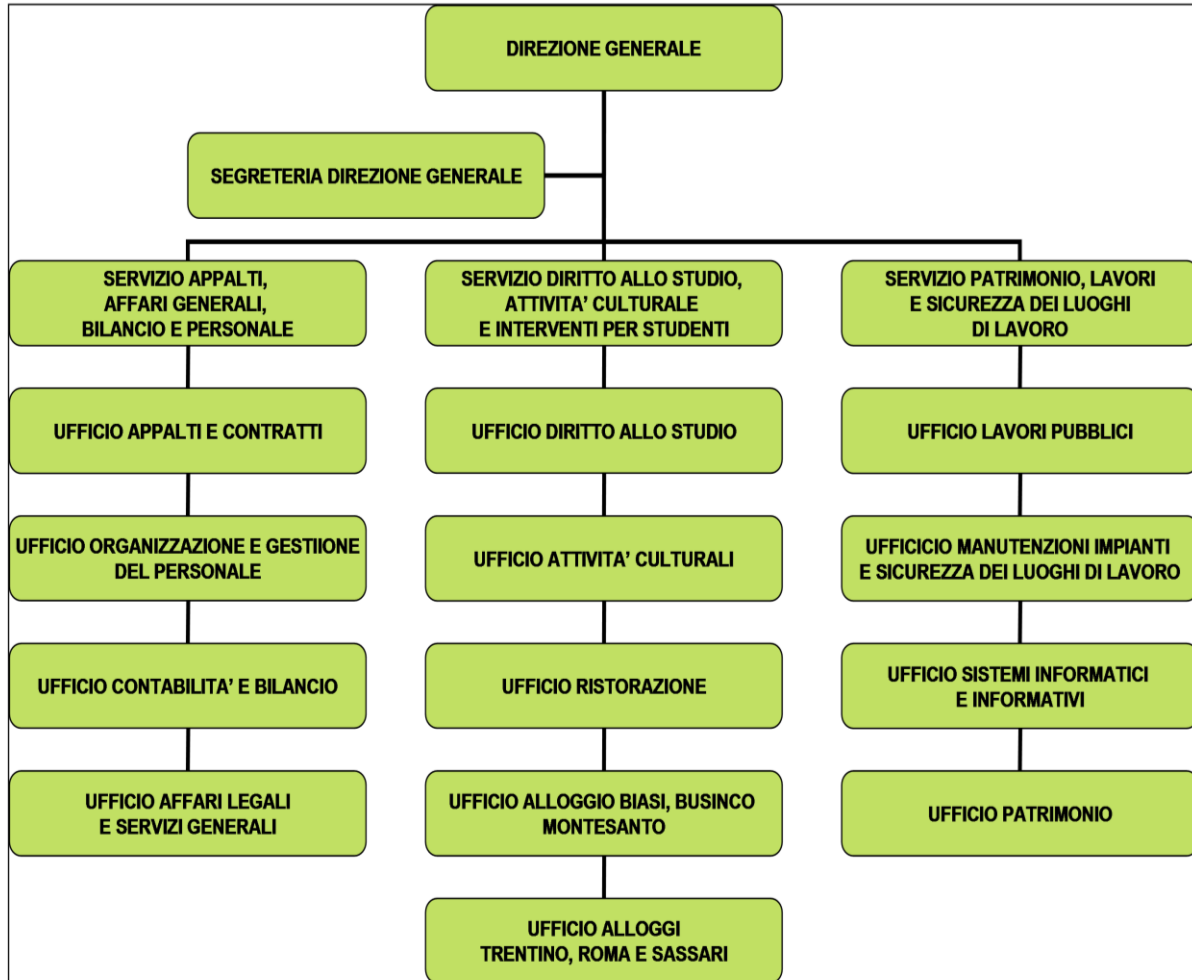 DIREZIONE GENERALE
SEGRETERIA DIREZIONE GENERALE
SERVIZIO APPALTI,
AFFARI GENERALI,
BILANCIO E PERSONALE
SERVIZIO DIRITTO ALLO STUDIO,
ATTIVITA' CULTURALE
E INTERVENTI PER STUDENTI
SERVIZIO PATRIMONIO, LAVORI
E SICUREZZA DEI LUOGHI
DI LAVORO
UFFICIO APPALTI E CONTRATTI
UFFICIO DIRITTO ALLO STUDIO
UFFICIO LAVORI PUBBLICI
UFFICIO ORGANIZZAZIONE E GESTIIONE
DEL PERSONALE
UFFICIO ATTIVITA' CULTURALI
UFFICICIO MANUTENZIONI IMPIANTI
E SICUREZZA DEI LUOGHI DI LAVORO
UFFICIO CONTABILITA' E BILANCIO
UFFICIO RISTORAZIONE
UFFICIO SISTEMI INFORMATICI
E INFORMATIVI
UFFICIO AFFARI LEGALI
E SERVIZI GENERALI
UFFICIO ALLOGGIO BIASI, BUSINCO
MONTESANTO
UFFICIO PATRIMONIO
UFFICIO ALLOGGI
TRENTINO, ROMA E SASSARI